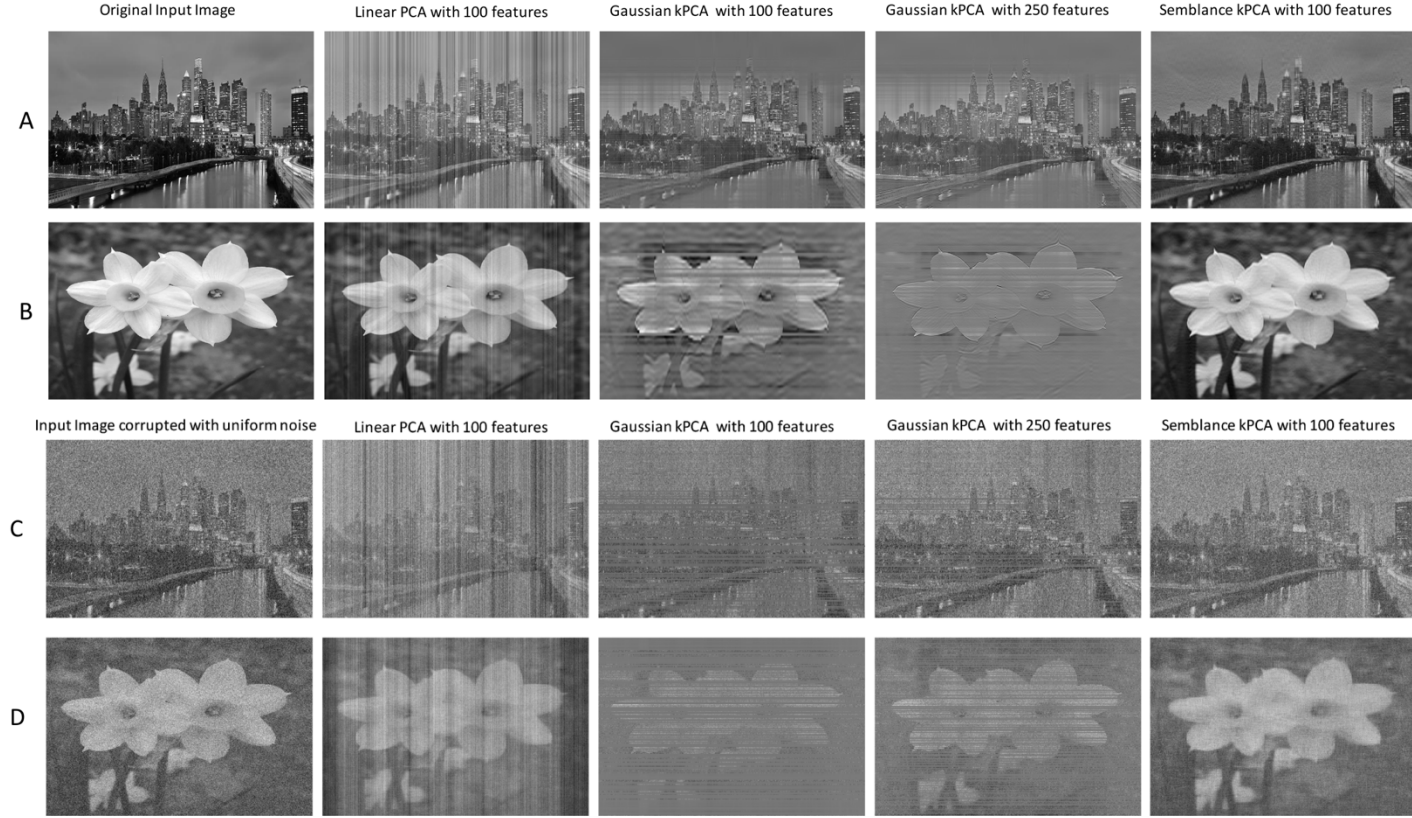 Original Input Image
Linear PCA with 100 features
Gaussian kPCA with 100 features
Gaussian kPCA with 250 features
Semblance kPCA with 100 features
A
B
Input Image corrupted with uniform noise
Linear PCA with 100 features
Gaussian kPCA with 100 features
Gaussian kPCA with 250 features
Semblance kPCA with 100 features
C
D